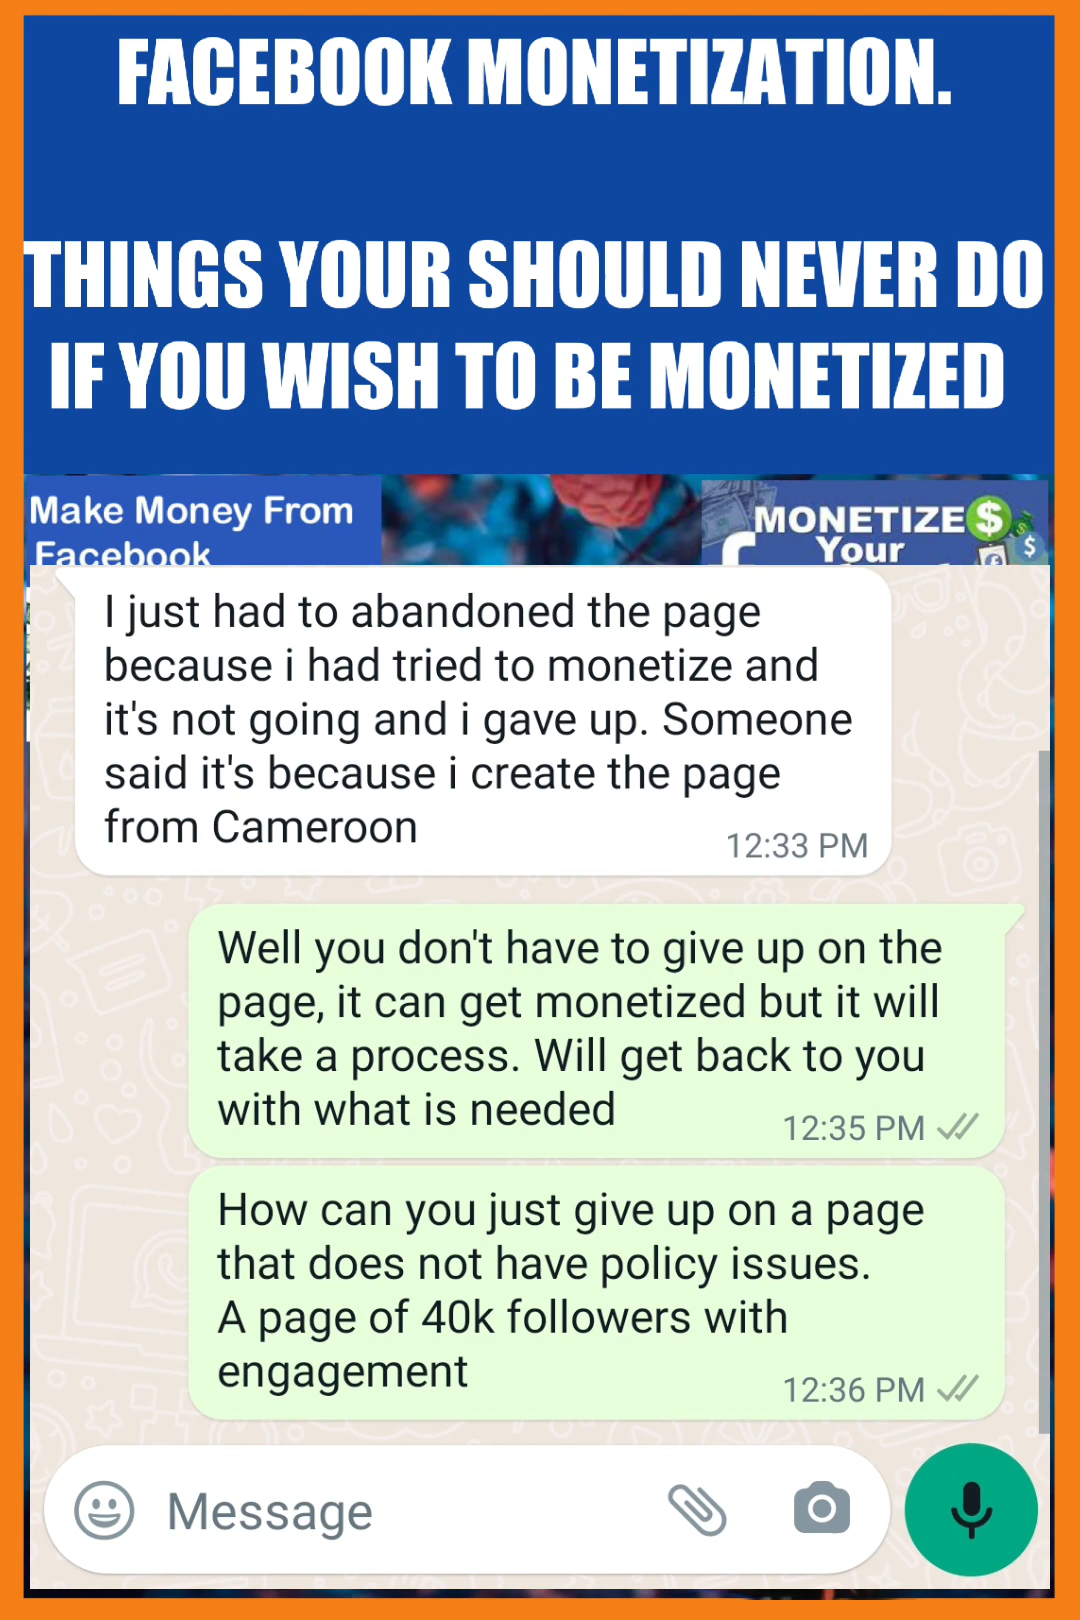 FACEBOOK MONETIZATION.
THINGS YOUR SHOULD NEVER DO
IF YOU WISH TO BE MONETIZED
Make Money From
Facebook
MONETIZE $
Your
$
I just had to abandoned the page
because i had tried to monetize and
it's not going and i gave up. Someone
said it's because i create the page
from Cameroon
12:33 PM
Well you don't have to give up on the
page, it can get monetized but it will
take a process. Will get back to you
with what is needed
12:35 PM
How can you just give up on a page
that does not have policy issues.
A page of 40k followers with
engagement
12:36 PM
Message